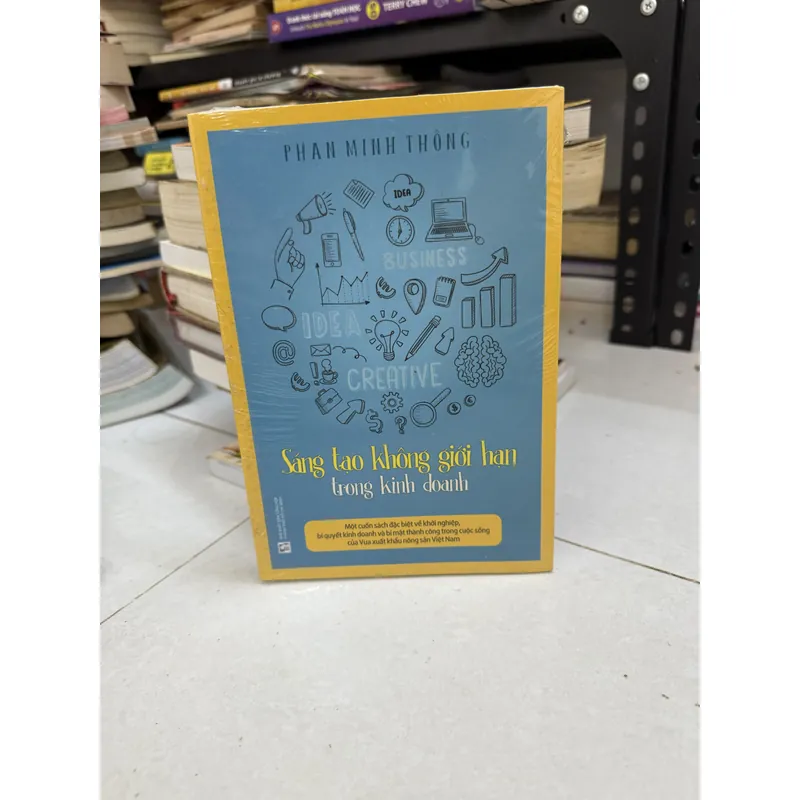 TERRY CHEW
PHAN MINH THÔNG
IDEA
BUSINESS
IDEA
CREATIVE
Sáng tạo không giới hạn
trong kinh doanh
Một cuốn sách đặc biệt về khởi nghiệp,
bí quyết kinh doanh và bí mật thành công trong cuộc sống
của Vua xuất khẩu nông sản Việt Nam